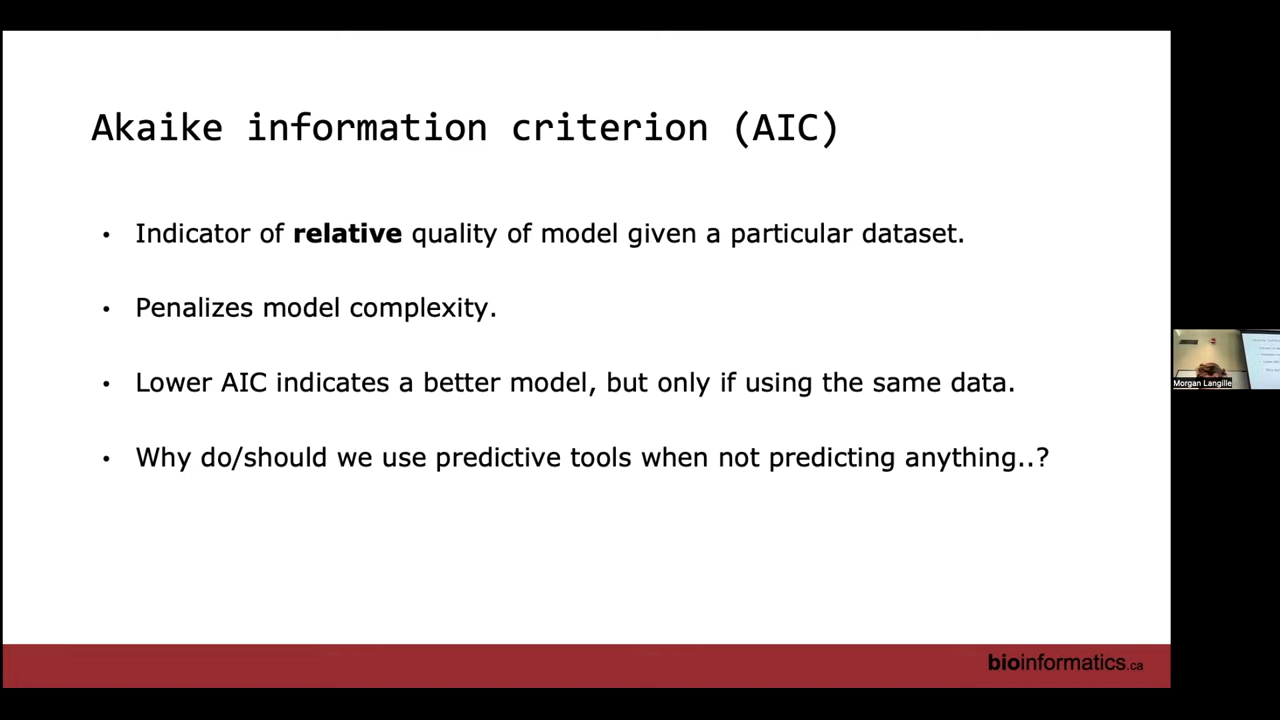 Akaike information criterion (AIC)
• Indicator of relative quality of model given a particular dataset.
• Penalizes model complexity.
• Lower AIC indicates a better model, but only if using the same data.
• Why do/should we use predictive tools when not predicting anything..?
Morgan Langille
bioinformatics.ca